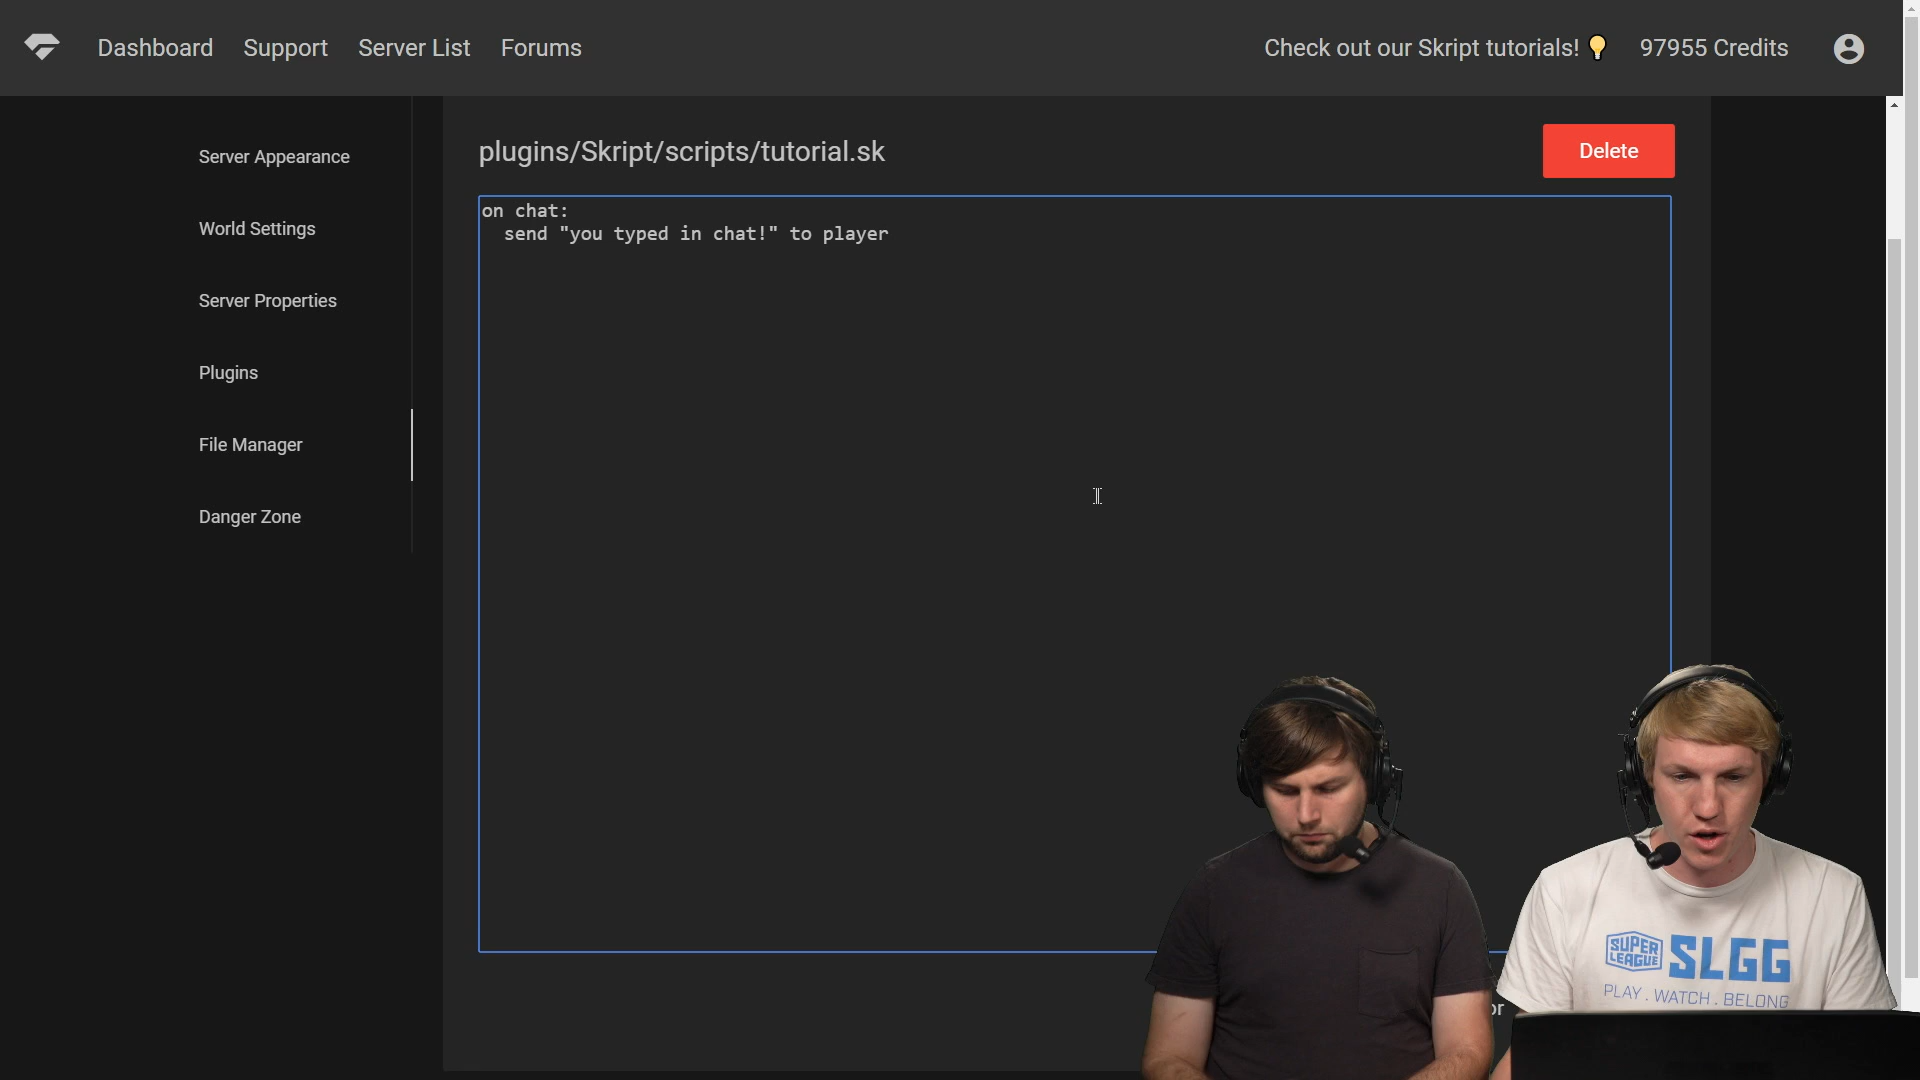 Dashboard Support Server List Forums Check out our Skript tutorials! 97955 Credits
Server Appearance
World Settings
Server Properties
Plugins
File Manager
Danger Zone
plugins/Skript/scripts/tutorial.sk
Delete
on chat:
  send "you typed in chat!" to player
SUPER LEAGUE SLGG
PLAY . WATCH . BELONG